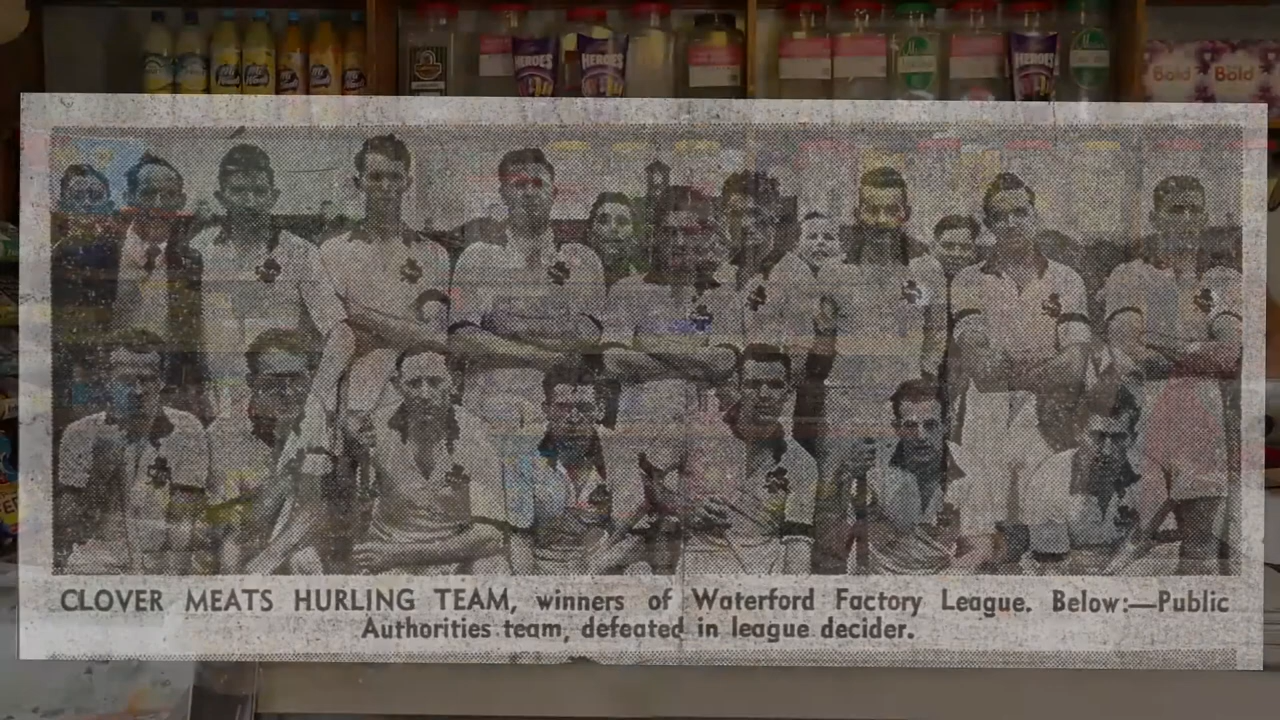 HEROES
HEROES
HEROES
Bold
Bold
CLOVER MEATS HURLING TEAM, winners of Waterford Factory League. Below:—Public
Authorities team, defeated in league decider.